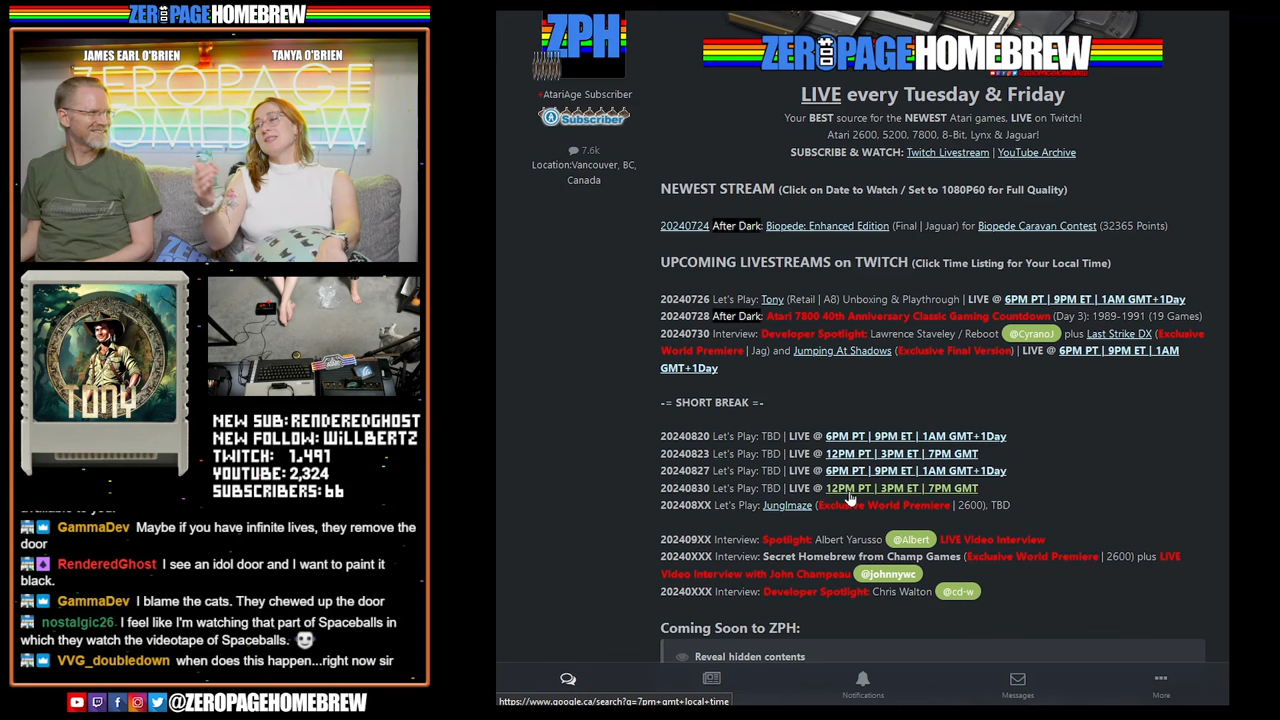 ZEROPAGE HOMEBREW
JAMES EARL O'BRIEN
TANYA O'BRIEN
ZEROPAGE
HOMEBREW
TONY
NEW SUB: RENDEREDGHOST
NEW FOLLOW: WILLBERTZ
TWITCH: 1,491
YOUTUBE: 2,324
SUBSCRIBERS: 66
GammaDev Maybe if you have infinite lives, they remove the
door
RenderedGhost I see an idol door and I want to paint it
black.
GammaDev I blame the cats. They chewed up the door
nostalgic26 I feel like I'm watching that part of Spaceballs in
which they watch the videotape of Spaceballs.
VVG_doubledown when does this happen...right now sir
@ZEROPAGEHOMEBREW
ZPH
+AtariAge Subscriber
Subscriber
7.6k
Location:Vancouver, BC,
Canada
ZEROPAGE HOMEBREW
LIVE every Tuesday & Friday
Your BEST source for the NEWEST Atari games, LIVE on Twitch!
Atari 2600, 5200, 7800, 8-Bit, Lynx & Jaguar!
SUBSCRIBE & WATCH: Twitch Livestream | YouTube Archive
NEWEST STREAM (Click on Date to Watch / Set to 1080P60 for Full Quality)
20240724 After Dark: Biopede: Enhanced Edition (Final | Jaguar) for Biopede Caravan Contest (32365 Points)
UPCOMING LIVESTREAMS on TWITCH (Click Time Listing for Your Local Time)
20240726 Let's Play: Tony (Retail | A8) Unboxing & Playthrough | LIVE @ 6PM PT | 9PM ET | 1AM GMT+1Day
20240728 After Dark: Atari 7800 40th Anniversary Classic Gaming Countdown (Day 3): 1989-1991 (19 Games)
20240730 Interview: Developer Spotlight: Lawrence Staveley / Reboot @CyranoJ plus Last Strike DX (Exclusive
World Premiere | Jag) and Jumping At Shadows (Exclusive Final Version) | LIVE @ 6PM PT | 9PM ET | 1AM
GMT+1Day
-= SHORT BREAK =-
20240820 Let's Play: TBD | LIVE @ 6PM PT | 9PM ET | 1AM GMT+1Day
20240823 Let's Play: TBD | LIVE @ 12PM PT | 3PM ET | 7PM GMT
20240827 Let's Play: TBD | LIVE @ 6PM PT | 9PM ET | 1AM GMT+1Day
20240830 Let's Play: TBD | LIVE @ 12PM PT | 3PM ET | 7PM GMT
202408XX Let's Play: Junglmaze (Exclusive World Premiere | 2600), TBD
202409XX Interview: Spotlight: Albert Yarusso @Albert LIVE Video Interview
20240XXX Interview: Secret Homebrew from Champ Games (Exclusive World Premiere | 2600) plus LIVE
Video Interview with John Champeau @johnnywc
20240XXX Interview: Developer Spotlight: Chris Walton @cd-w
Coming Soon to ZPH:
Reveal hidden contents
Notifications
Messages
More
https://www.google.ca/search?q=7pm+gmt+local+time